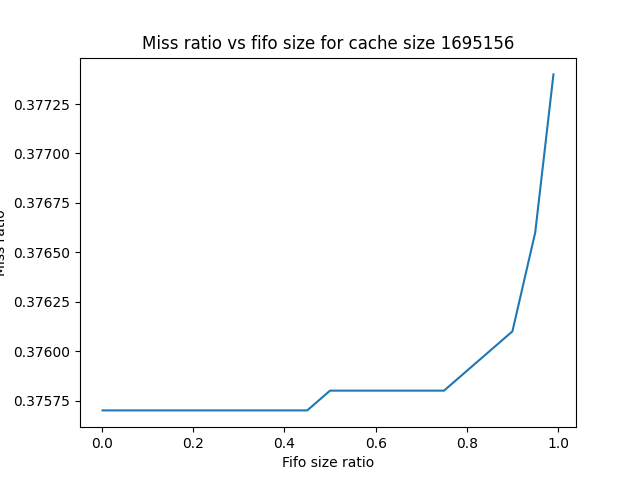 Miss ratio vs fifo size for cache size 1695156
0.37725
0.37700
0.37675
0.37650
0.37625
0.37600
0.37575
Miss ratio
0.0 0.2 0.4 0.6 0.8 1.0
Fifo size ratio